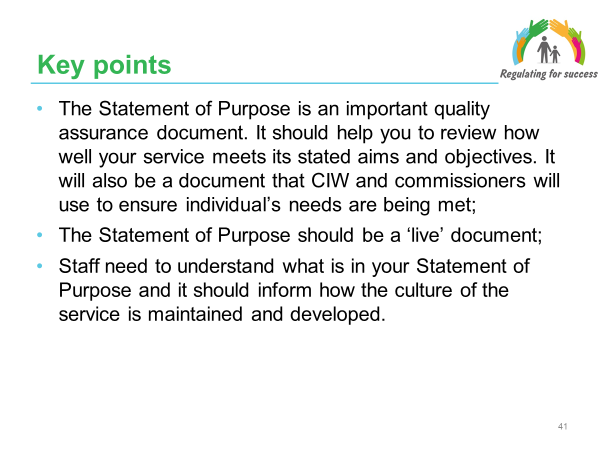 Regulating for success
Key points
• The Statement of Purpose is an important quality
assurance document. It should help you to review how
well your service meets its stated aims and objectives. It
will also be a document that CIW and commissioners will
use to ensure individual’s needs are being met;
• The Statement of Purpose should be a ‘live’ document;
• Staff need to understand what is in your Statement of
Purpose and it should inform how the culture of the
service is maintained and developed.
41